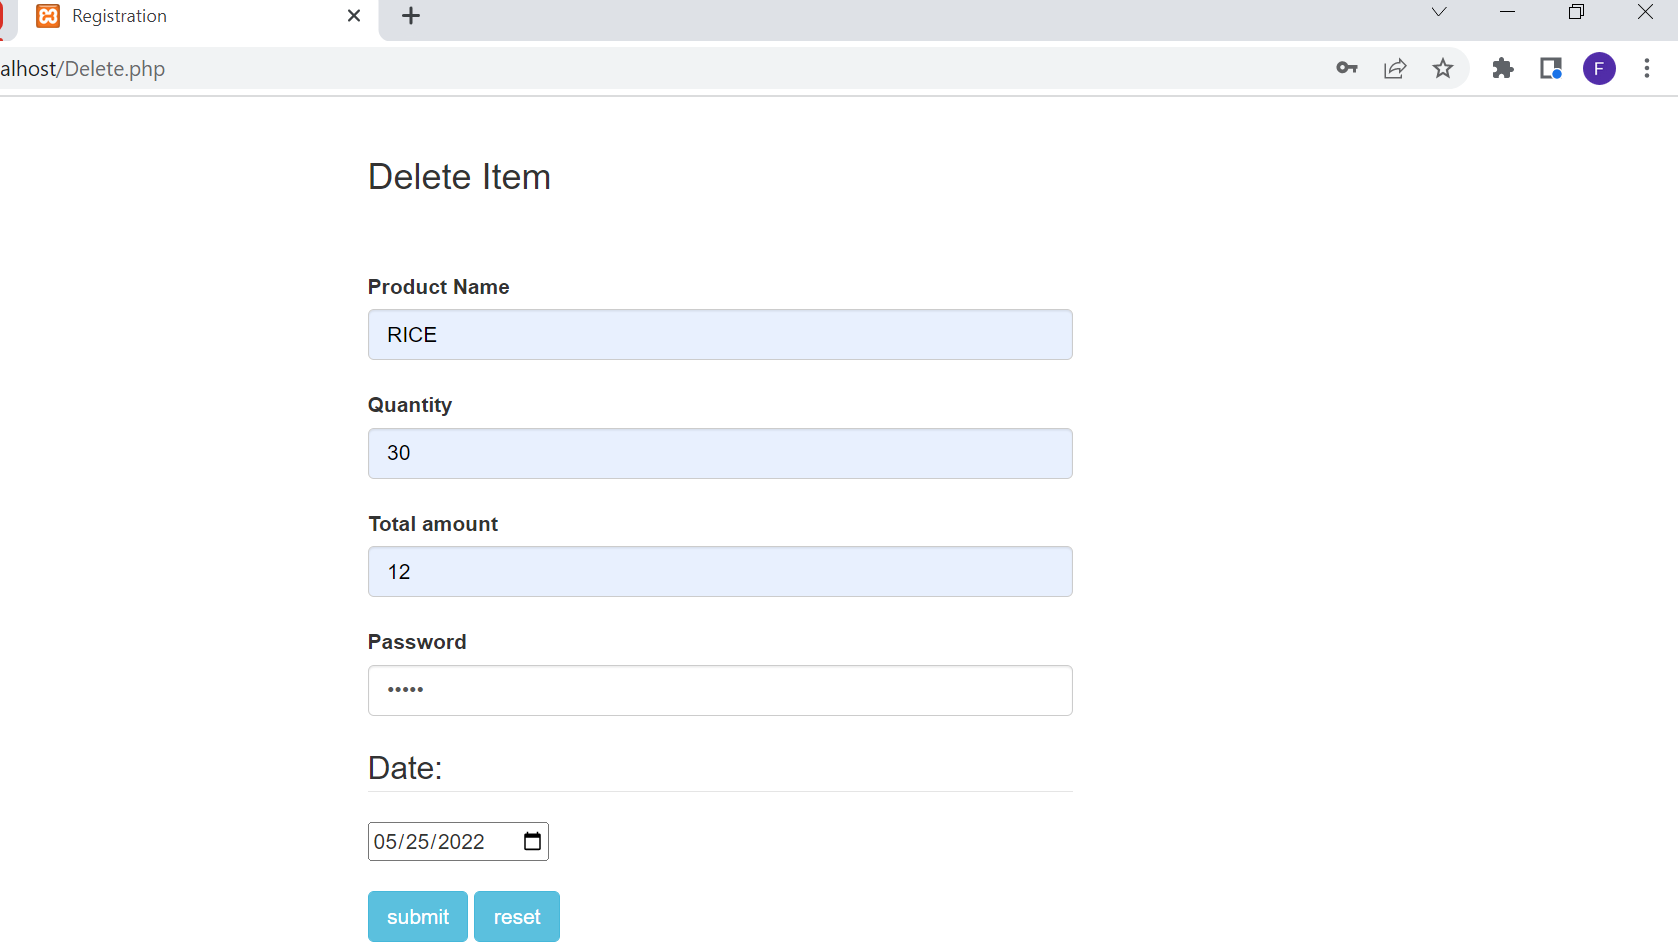 Registration
alhost/Delete.php
F
Delete Item
Product Name
RICE
Quantity
30
Total amount
12
Password
•••••
Date:
05/25/2022
submit reset